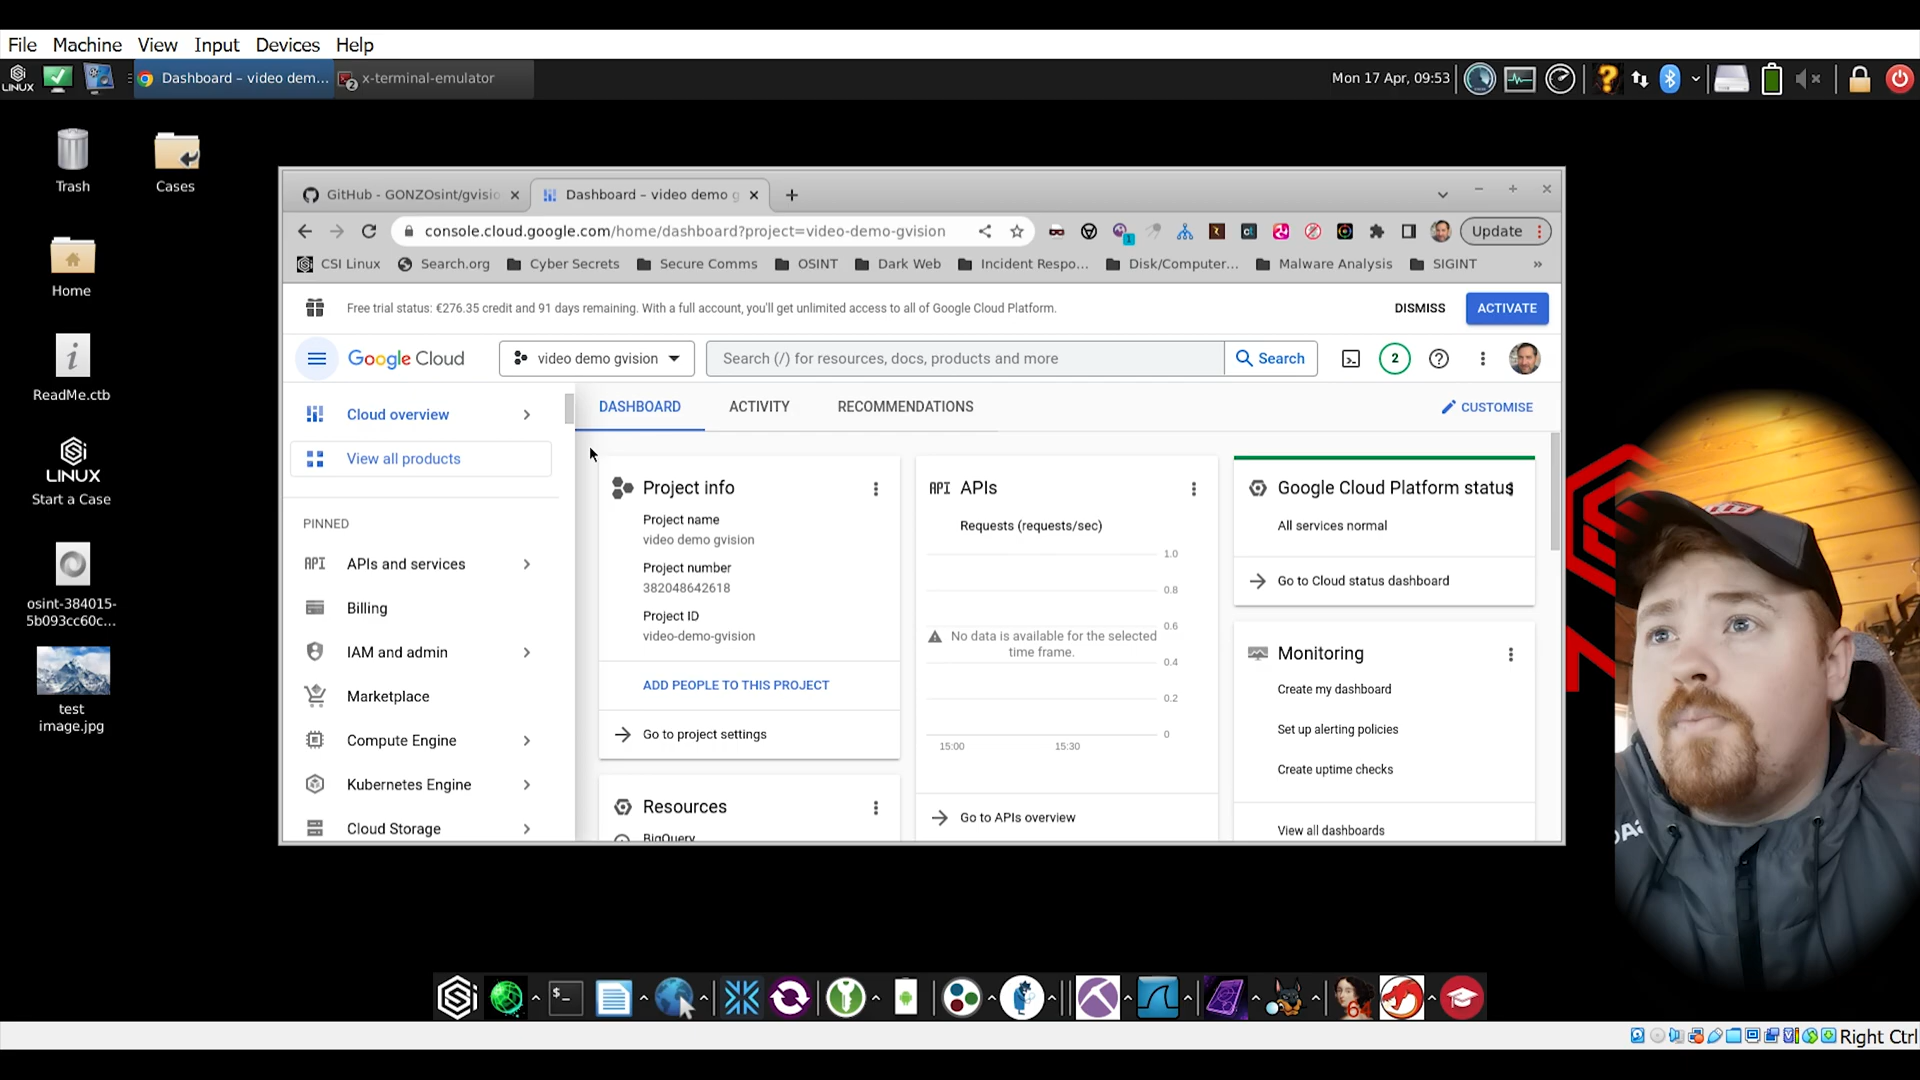 File Machine View Input Devices Help
LINUX
Dashboard – video dem...
x-terminal-emulator
Mon 17 Apr, 09:53
Trash
Cases
Home
ReadMe.ctb
LINUX
Start a Case
osint-384015-
5b093cc60c...
test
image.jpg
GitHub - GONZOsint/gvisio
Dashboard – video demo g
console.cloud.google.com/home/dashboard?project=video-demo-gvision
1
Update
CSI Linux
Search.org
Cyber Secrets
Secure Comms
OSINT
Dark Web
Incident Respo...
Disk/Computer...
Malware Analysis
SIGINT
»
Free trial status: €276.35 credit and 91 days remaining. With a full account, you'll get unlimited access to all of Google Cloud Platform.
DISMISS
ACTIVATE
Google Cloud
video demo gvision
Search (/) for resources, docs, products and more
Search
2
Cloud overview
View all products
PINNED
API APIs and services
Billing
IAM and admin
Marketplace
Compute Engine
Kubernetes Engine
Cloud Storage
DASHBOARD
ACTIVITY
RECOMMENDATIONS
CUSTOMISE
Project info
Project name
video demo gvision
Project number
382048642618
Project ID
video-demo-gvision
ADD PEOPLE TO THIS PROJECT
Go to project settings
Resources
BigQuery
API APIs
Requests (requests/sec)
1.0
0.8
0.6
No data is available for the selected
time frame.
0.4
0.2
0
15:00
15:30
Go to APIs overview
Google Cloud Platform status
All services normal
Go to Cloud status dashboard
Monitoring
Create my dashboard
Set up alerting policies
Create uptime checks
View all dashboards
$_
64
Right Ctrl